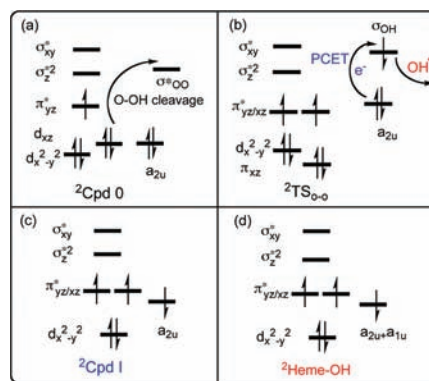 (a)
σ*xy
σ*z2
π*yz
dxz
dx2-y2
σ*OO
O-OH cleavage
a2u
2Cpd 0
(b)
σ*xy
σ*z2
π*yz/xz
dx2-y2
πxz
σOH
PCET
e-
OH-
a2u
2TSo-o
(c)
σ*xy
σ*z2
π*yz/xz
dx2-y2
a2u
2Cpd I
(d)
σ*xy
σ*z2
π*yz/xz
dx2-y2
a2u+a1u
2Heme-OH